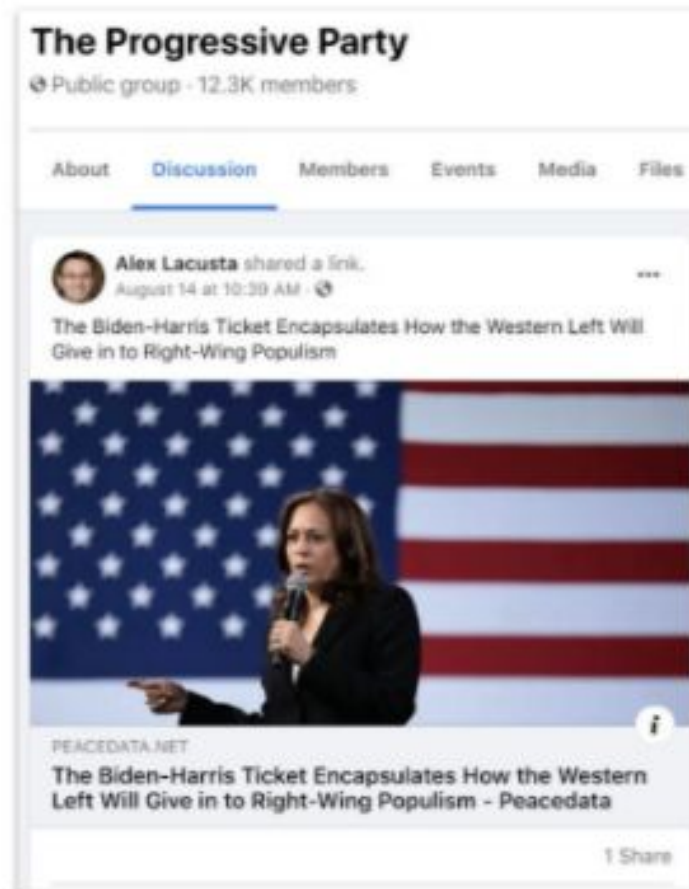 The Progressive Party
Public group · 12.3K members
About Discussion Members Events Media Files
Alex Lacusta shared a link.
August 14 at 10:39 AM ·
The Biden-Harris Ticket Encapsulates How the Western Left Will
Give in to Right-Wing Populism
i
PEACEDATA.NET
The Biden-Harris Ticket Encapsulates How the Western
Left Will Give in to Right-Wing Populism - Peacedata
1 Share